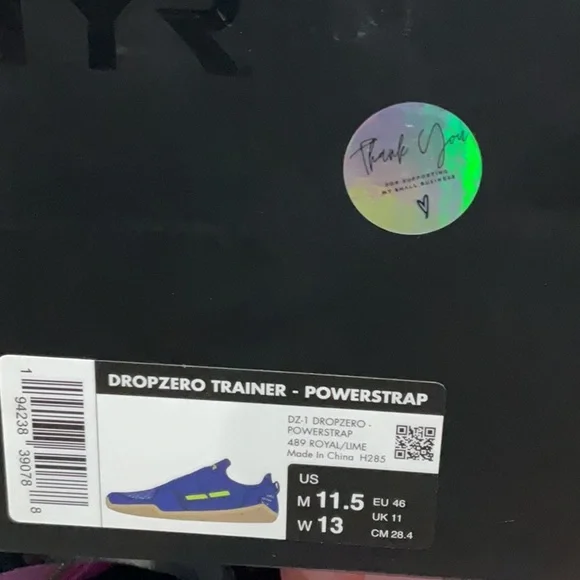 TYR
Thank You
FOR SUPPORTING
MY SMALL BUSINESS
DROPZERO TRAINER - POWERSTRAP
DZ-1 DROPZERO -
POWERSTRAP
489 ROYAL/LIME
Made In China H285
US
M 11.5 EU 46
UK 11
W 13 CM 28.4
1 94238 39078 8